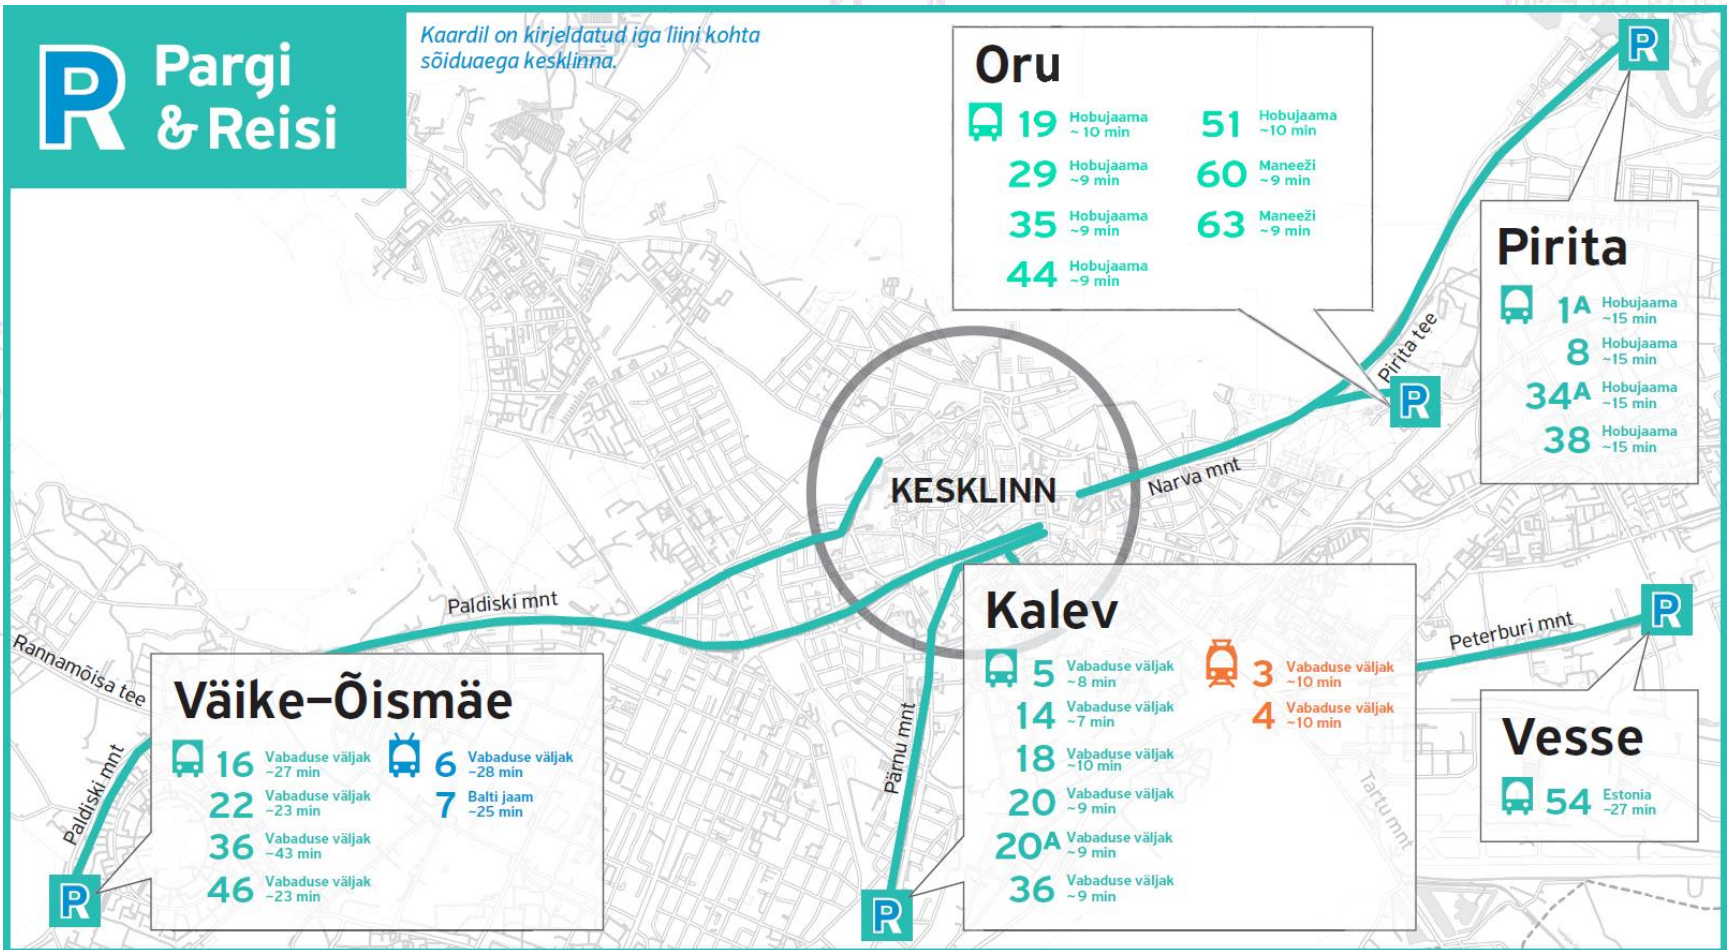 Pargi
& Reisi
Kaardil on kirjeldatud iga liini kohta
sõiduaega kesklinna.
Oru
19 Hobujaama
~ 10 min
29 Hobujaama
~9 min
35 Hobujaama
~9 min
44 Hobujaama
~9 min
51 Hobujaama
~10 min
60 Maneeži
~9 min
63 Maneeži
~9 min
R
Pirita
1A Hobujaama
~15 min
8 Hobujaama
~15 min
34A Hobujaama
~15 min
38 Hobujaama
~15 min
Pirita tee
R
KESKLINN
Narva mnt
Paldiski mnt
Rannamõisa tee
Paldiski mnt
Väike-Õismäe
16 Vabaduse väljak
~27 min
22 Vabaduse väljak
~23 min
36 Vabaduse väljak
~43 min
46 Vabaduse väljak
~23 min
6 Vabaduse väljak
~28 min
7 Balti jaam
~25 min
R
Pärnu mnt
Kalev
5 Vabaduse väljak
~8 min
14 Vabaduse väljak
~7 min
18 Vabaduse väljak
~10 min
20 Vabaduse väljak
~9 min
20A Vabaduse väljak
~9 min
36 Vabaduse väljak
~9 min
3 Vabaduse väljak
~10 min
4 Vabaduse väljak
~10 min
Tartu mnt
R
Peterburi mnt
R
Vesse
54 Estonia
~27 min